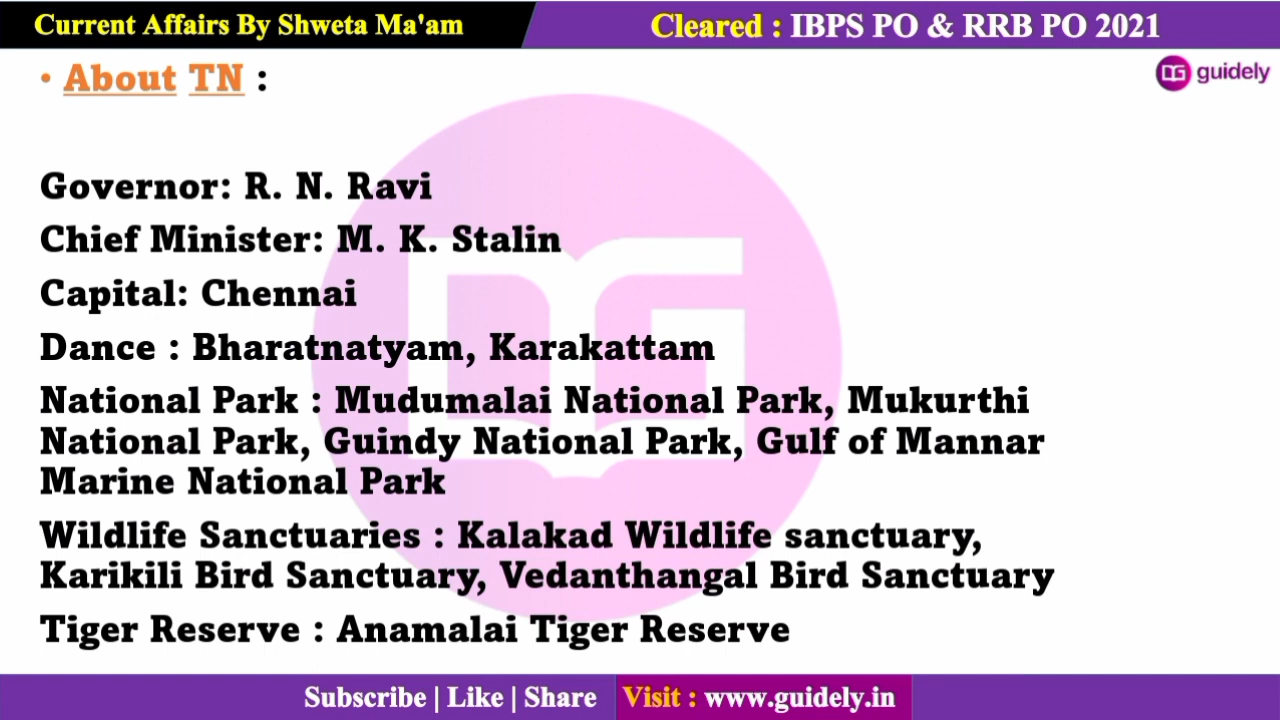 Current Affairs By Shweta Ma'am
Cleared : IBPS PO & RRB PO 2021
• About TN :
DG guidely
Governor: R. N. Ravi
Chief Minister: M. K. Stalin
Capital: Chennai
Dance : Bharatnatyam, Karakattam
National Park : Mudumalai National Park, Mukurthi
National Park, Guindy National Park, Gulf of Mannar
Marine National Park
Wildlife Sanctuaries : Kalakad Wildlife sanctuary,
Karikili Bird Sanctuary, Vedanthangal Bird Sanctuary
Tiger Reserve : Anamalai Tiger Reserve
Subscribe | Like | Share Visit : www.guidely.in